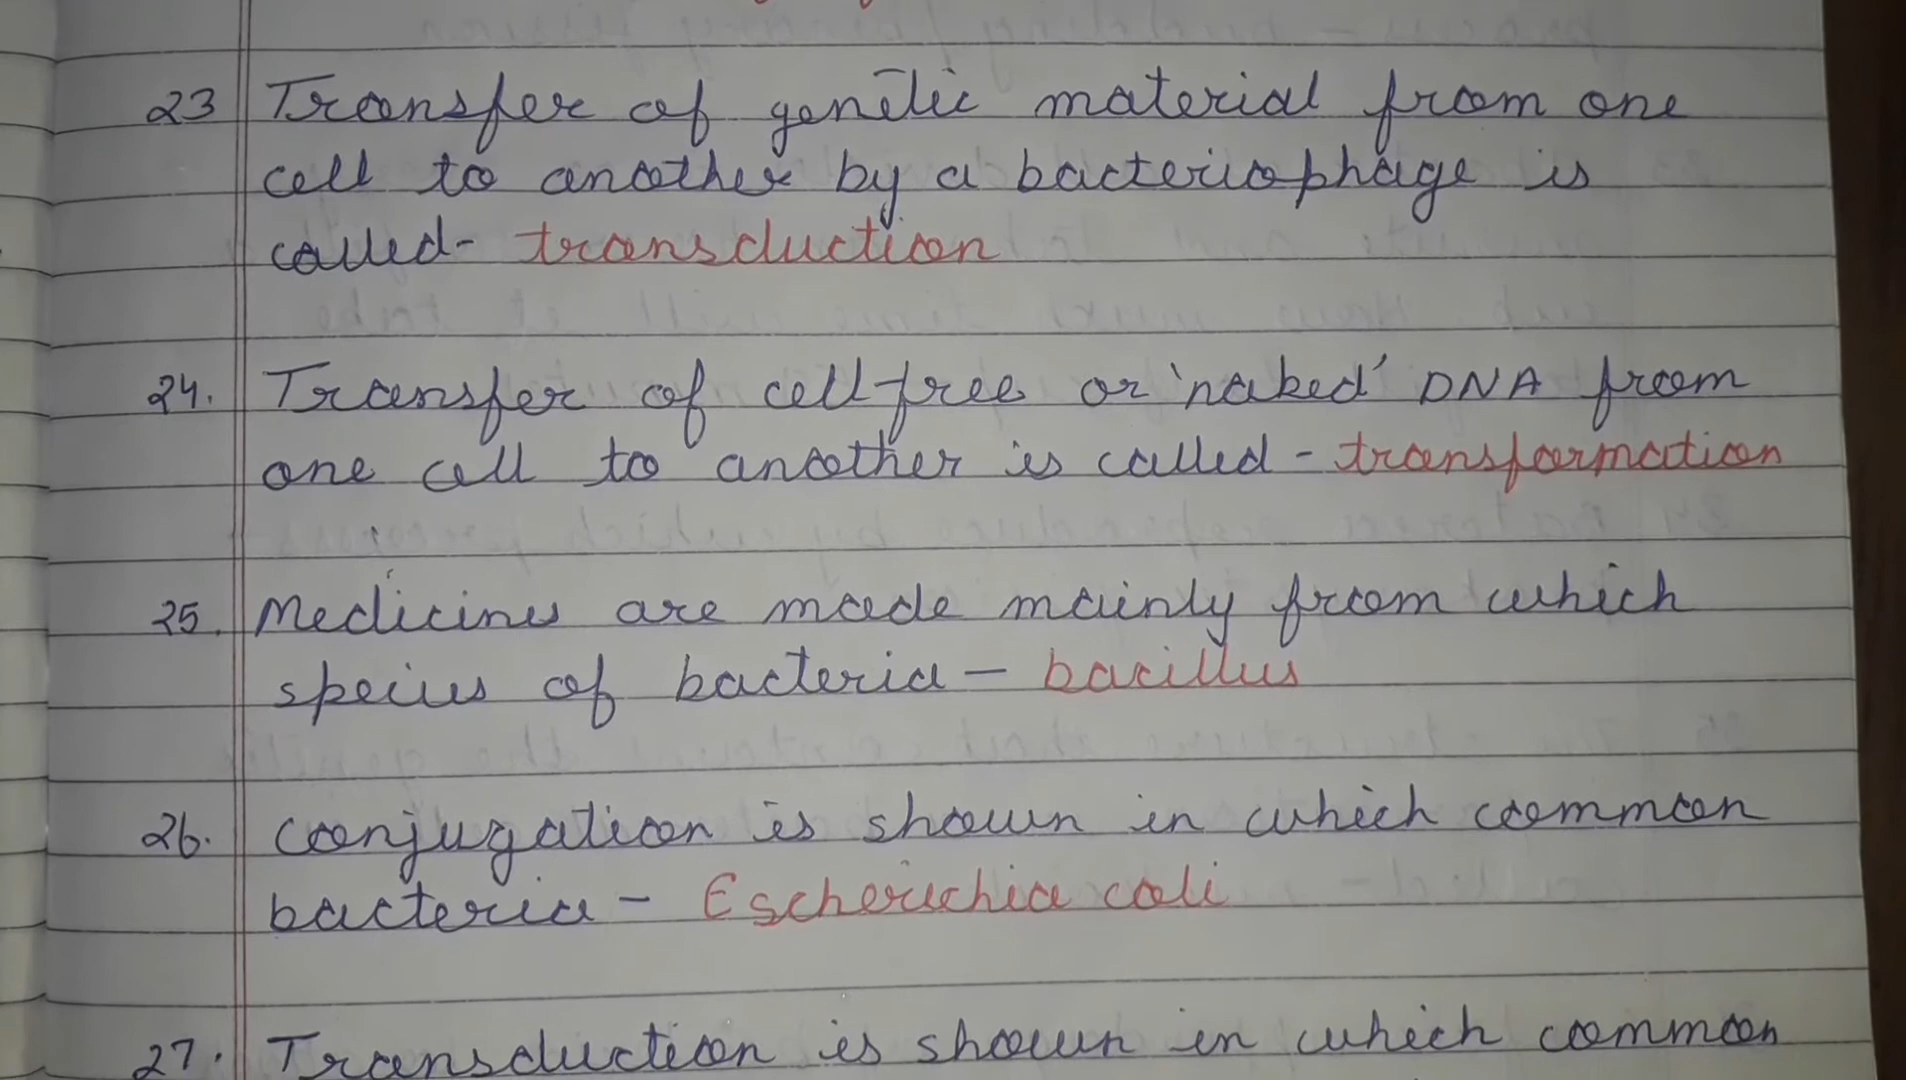 23 Transfer of genetic material from one
cell to another by a bacteriophage is
called- transduction
24. Transfer of cell-free or 'naked' DNA from
one cell to another is called - transformation
25. Medicines are made mainly from which
speius of bacteria - bacillus
26. Conjugation is shown in which common
bacteria - Escherichia coli
27. Transduction is shown in which common